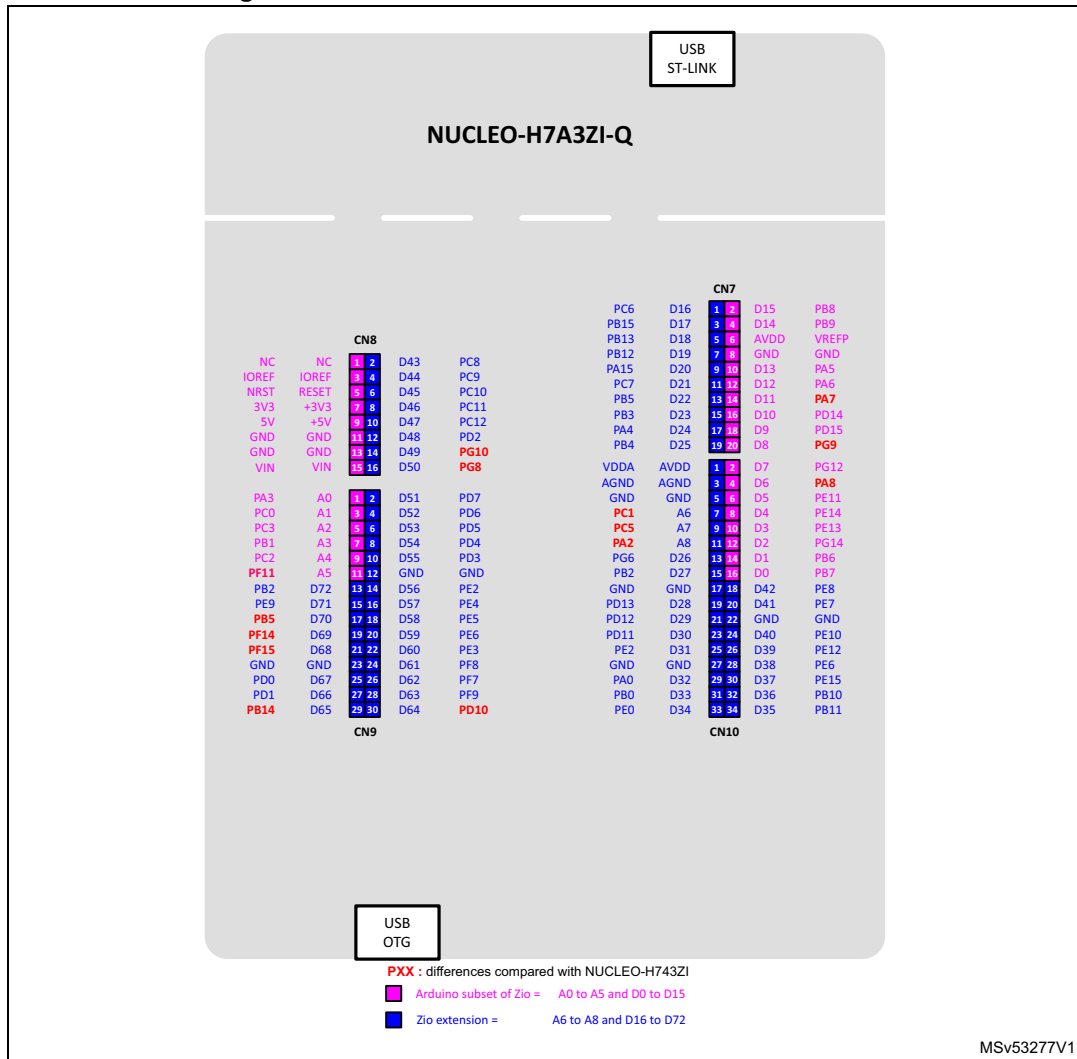 USB
ST-LINK
NUCLEO-H7A3ZI-Q
CN7
PC6 D16 1 2 D15 PB8
PB15 D17 3 4 D14 PB9
PB13 D18 5 6 AVDD VREFP
PB12 D19 7 8 GND GND
PA15 D20 9 10 D13 PA5
PC7 D21 11 12 D12 PA6
PB5 D22 13 14 D11 PA7
PB3 D23 15 16 D10 PD14
PA4 D24 17 18 D9 PD15
PB4 D25 19 20 D8 PG9
CN8
NC NC 1 2 D43 PC8
IOREF IOREF 3 4 D44 PC9
NRST RESET 5 6 D45 PC10
3V3 +3V3 7 8 D46 PC11
5V +5V 9 10 D47 PC12
GND GND 11 12 D48 PD2
GND GND 13 14 D49 PG10
VIN VIN 15 16 D50 PG8
VDDA AVDD 1 2 D7 PG12
AGND AGND 3 4 D6 PA8
GND GND 5 6 D5 PE11
PC1 A6 7 8 D4 PE14
PC5 A7 9 10 D3 PE13
PA2 A8 11 12 D2 PG14
PG6 D26 13 14 D1 PB6
PB2 D27 15 16 D0 PB7
GND GND 17 18 D42 PE8
PD13 D28 19 20 D41 PE7
PD12 D29 21 22 GND GND
PD11 D30 23 24 D40 PE10
PE2 D31 25 26 D39 PE12
GND GND 27 28 D38 PE6
PA0 D32 29 30 D37 PE15
PB0 D33 31 32 D36 PB10
PE0 D34 33 34 D35 PB11
CN10
PA3 A0 1 2 D51 PD7
PC0 A1 3 4 D52 PD6
PC3 A2 5 6 D53 PD5
PB1 A3 7 8 D54 PD4
PC2 A4 9 10 D55 PD3
PF11 A5 11 12 GND GND
PB2 D72 13 14 D56 PE2
PE9 D71 15 16 D57 PE4
PB5 D70 17 18 D58 PE5
PF14 D69 19 20 D59 PE6
PF15 D68 21 22 D60 PE3
GND GND 23 24 D61 PF8
PD0 D67 25 26 D62 PF7
PD1 D66 27 28 D63 PF9
PB14 D65 29 30 D64 PD10
CN9
USB
OTG
PXX : differences compared with NUCLEO-H743ZI
Arduino subset of Zio = A0 to A5 and D0 to D15
Zio extension = A6 to A8 and D16 to D72
MSv53277V1